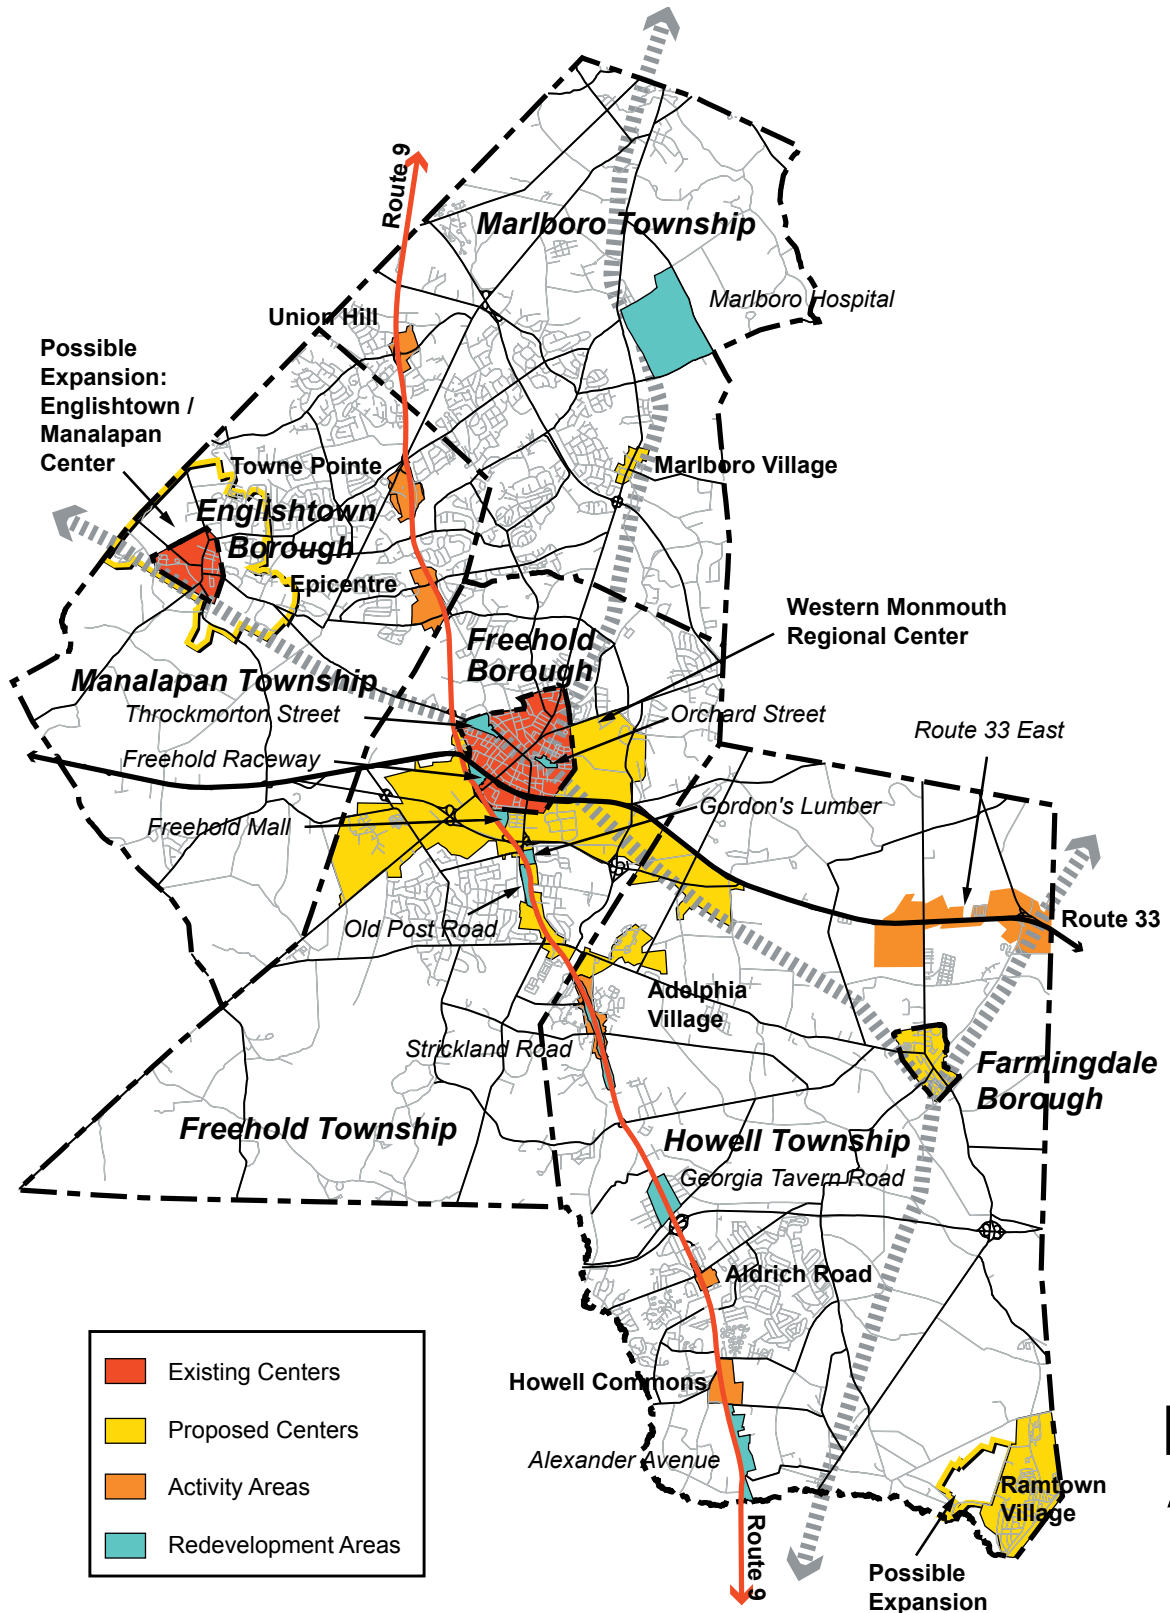 Route 9
Marlboro Township
Marlboro Hospital
Union Hill
Possible
Expansion:
Englishtown /
Manalapan
Center
Towne Pointe
Marlboro Village
Englishtown
Borough
Epicentre
Western Monmouth
Regional Center
Freehold
Borough
Manalapan Township
Throckmorton Street
Orchard Street
Route 33 East
Freehold Raceway
Gordon's Lumber
Freehold Mall
Old Post Road
Route 33
Adelphia
Village
Strickland Road
Farmingdale
Borough
Freehold Township
Howell Township
Georgia Tavern Road
Aldrich Road
Howell Commons
Alexander Avenue
Ramtown
Village
Route 9
Possible
Expansion
Existing Centers
Proposed Centers
Activity Areas
Redevelopment Areas